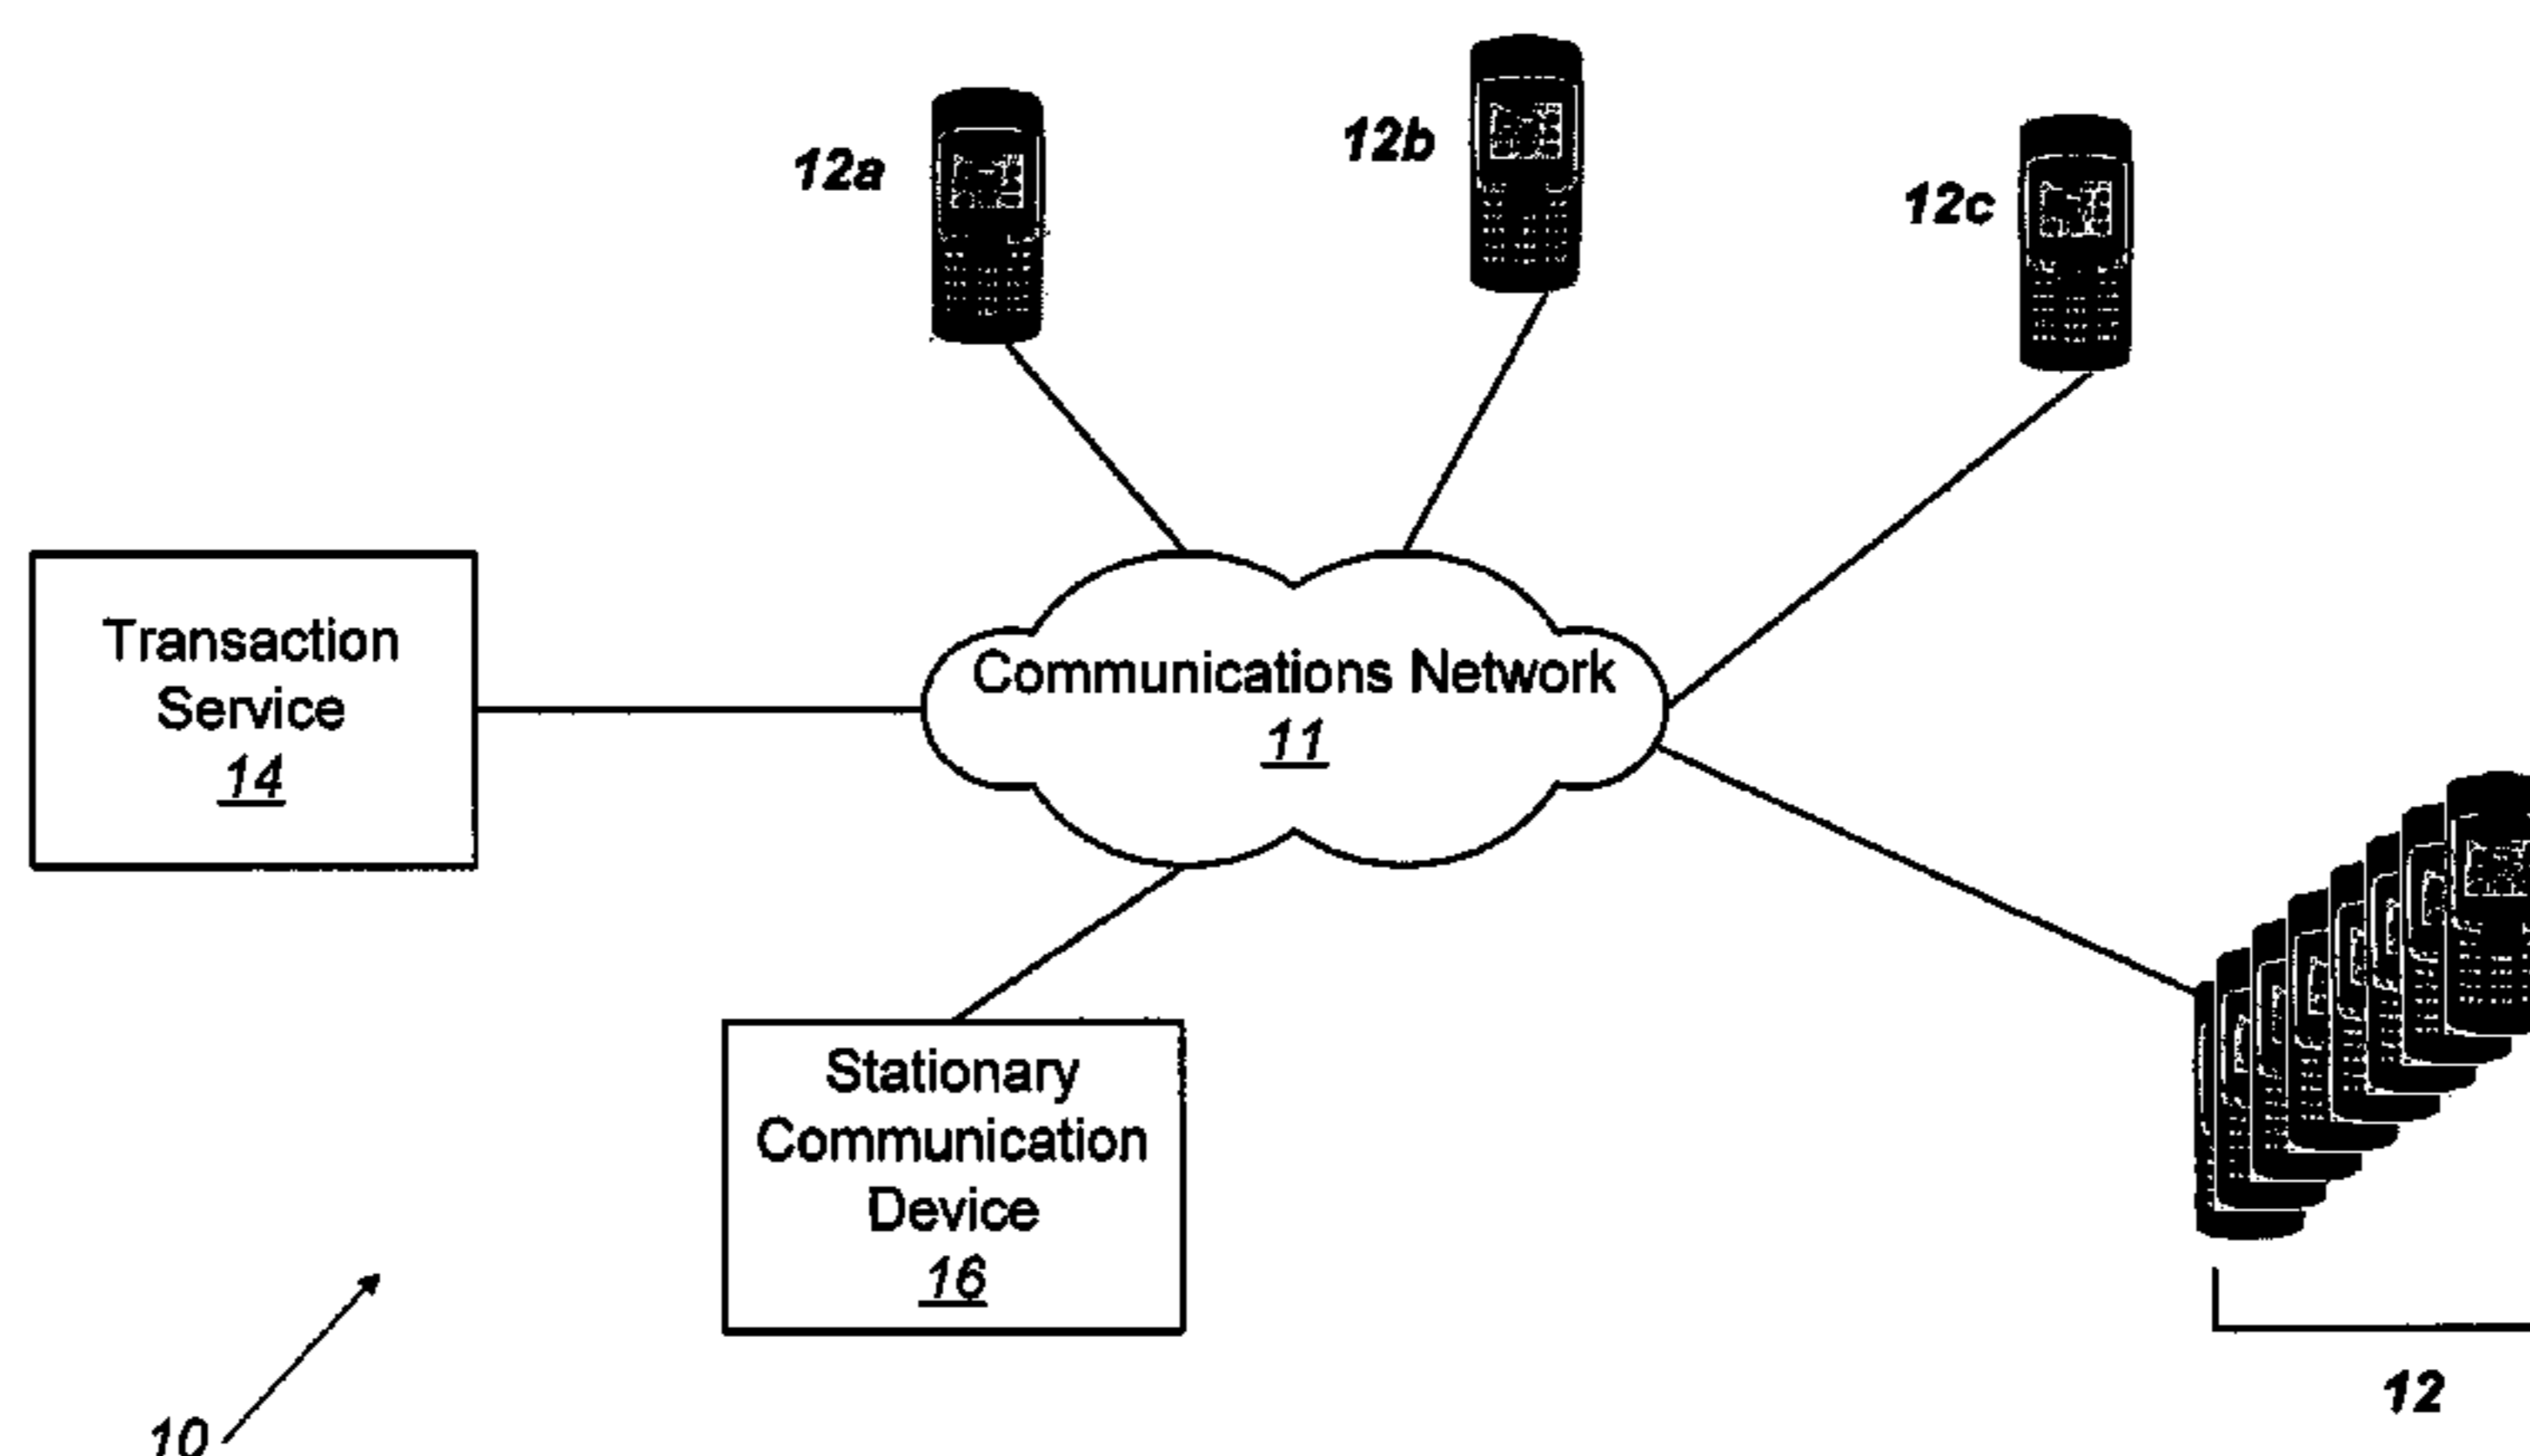 12a
12b
12c
Transaction
Service
14
Communications Network
11
Stationary
Communication
Device
16
12
10